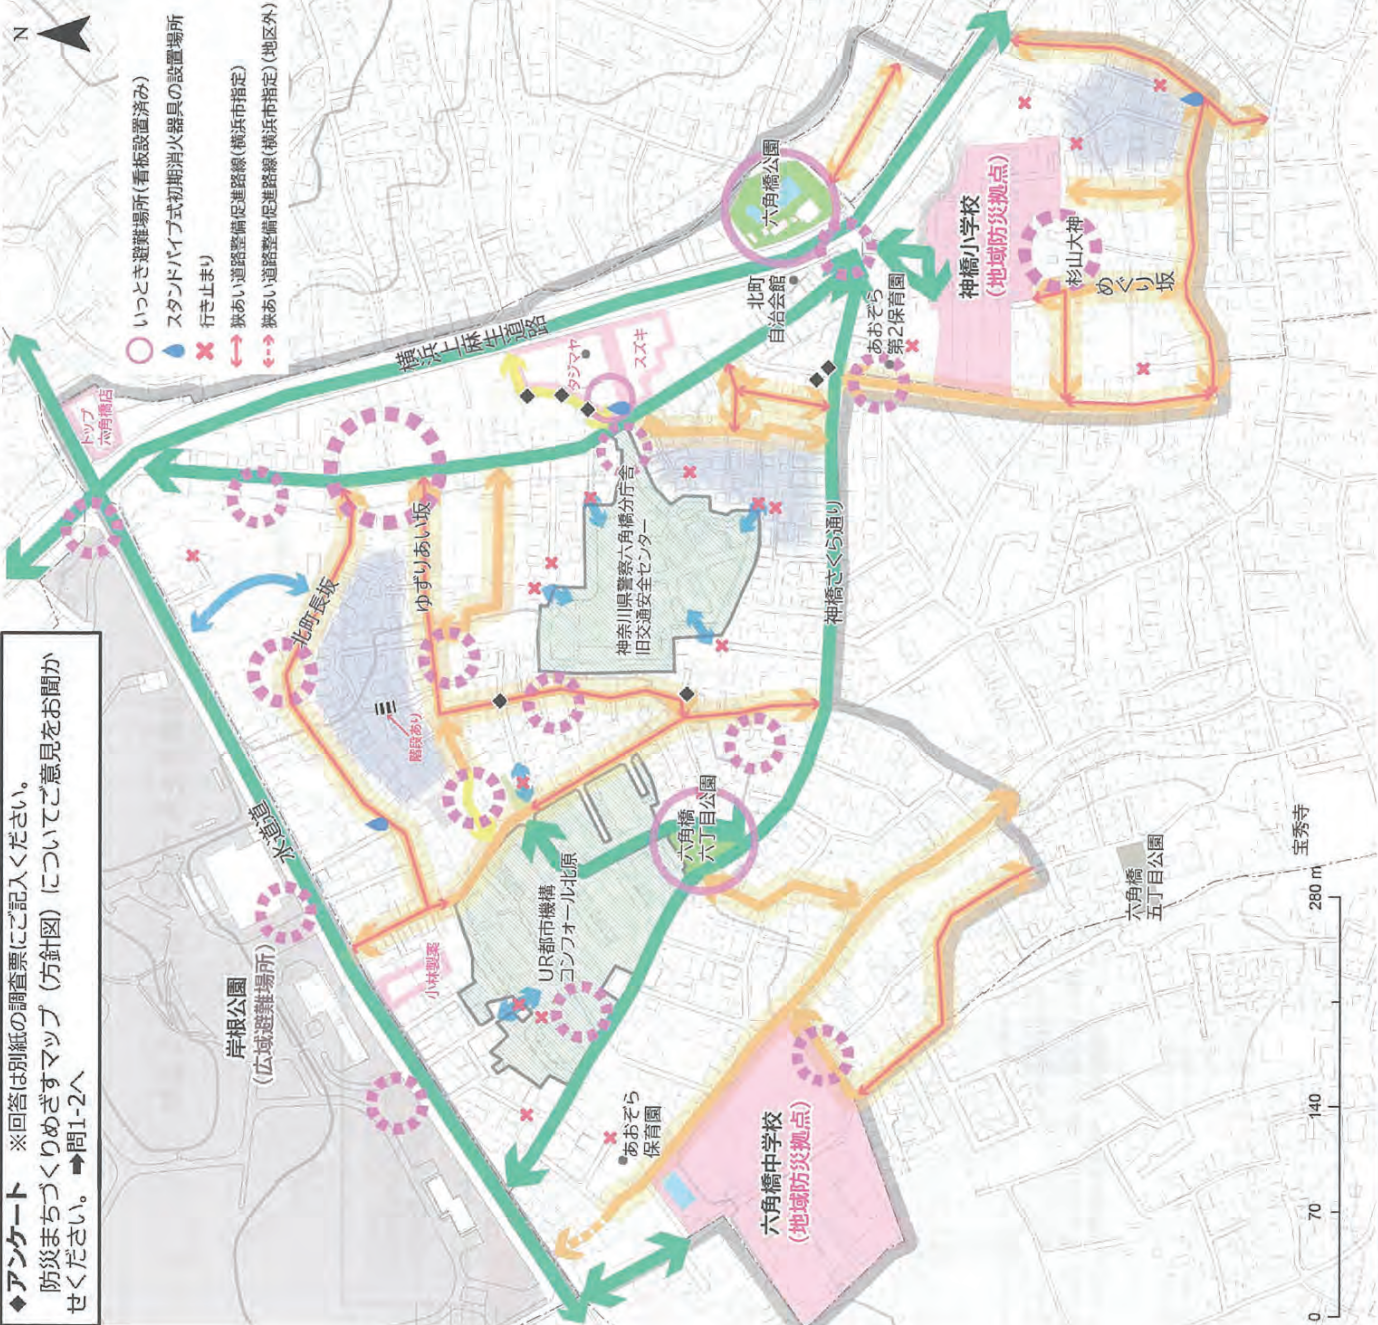 ◆アンケート　※回答は別紙の調査票にご記入ください。
防災まちづくりめざすマップ（方針図）についてご意見をお聞か
せください。➡問1-2へ
N
いっとき避難場所(看板設置済み)
スタンドパイプ式初期消火器具の設置場所
行き止まり
狭あい道路整備促進路線(横浜市指定)
狭あい道路整備促進路線(横浜市指定)(地区外)
トップ
六角橋店
横浜上麻生道路
タジマヤ
スズキ
北町
自治会館
六角橋公園
水道道
北町長坂
ゆずりあい坂
階段あり
神奈川県警察六角橋分庁舎
旧交通安全センター
岸根公園
(広域避難場所)
小林製薬
UR都市機構
コンフォール北原
六角橋
六丁目公園
神橋さくら通り
あおぞら
第2保育園
神橋小学校
(地域防災拠点)
杉山大神
めぐり坂
あおぞら
保育園
六角橋中学校
(地域防災拠点)
六角橋
五丁目公園
宝秀寺
0
70
140
280 m